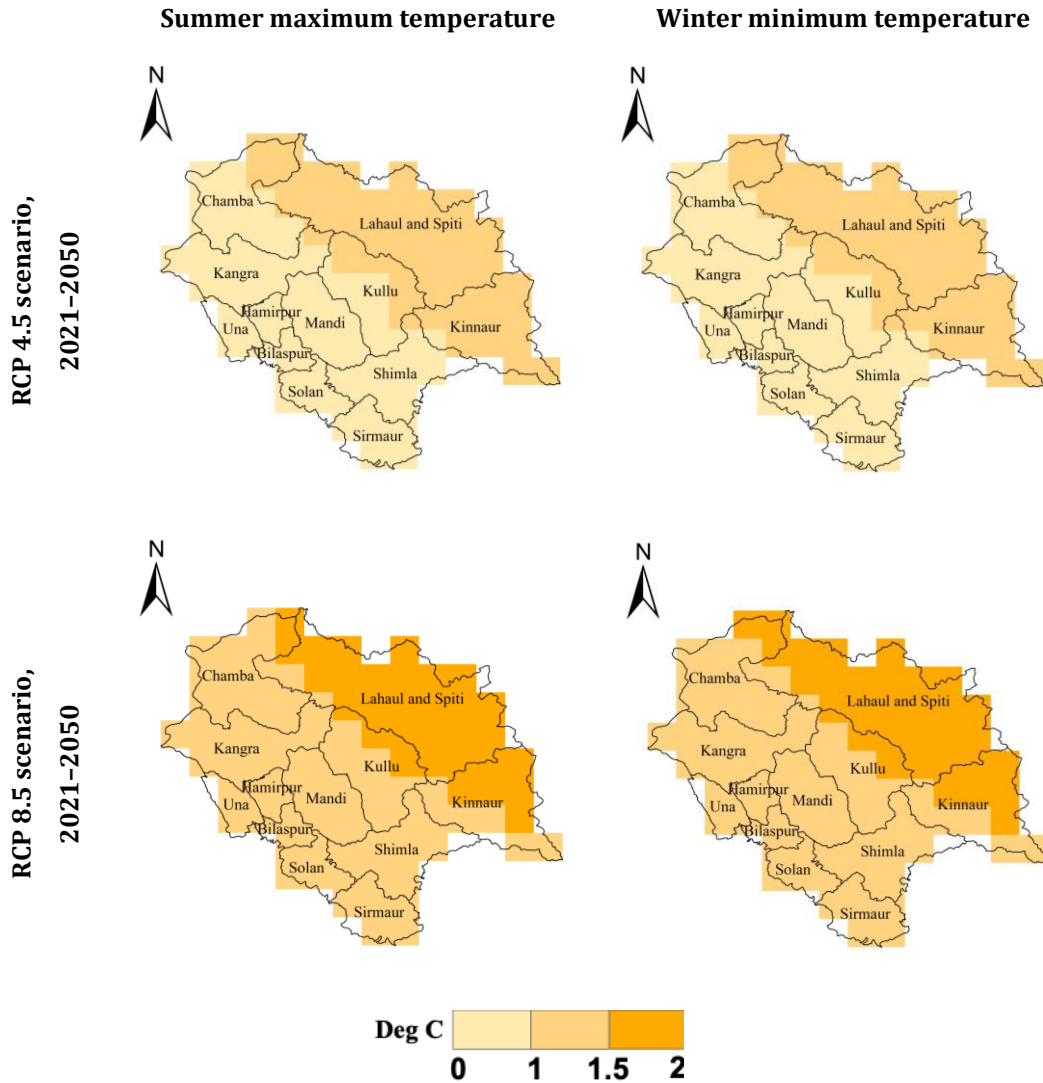 Summer maximum temperature
Winter minimum temperature
RCP 4.5 scenario,
2021–2050
N
Chamba
Lahaul and Spiti
Kangra
Kullu
Hamirpur
Mandi
Una
Kinnaur
Bilaspur
Shimla
Solan
Sirmaur
N
Chamba
Lahaul and Spiti
Kangra
Kullu
Hamirpur
Mandi
Una
Kinnaur
Bilaspur
Shimla
Solan
Sirmaur
RCP 8.5 scenario,
2021–2050
N
Chamba
Lahaul and Spiti
Kangra
Kullu
Hamirpur
Mandi
Una
Kinnaur
Bilaspur
Shimla
Solan
Sirmaur
N
Chamba
Lahaul and Spiti
Kangra
Kullu
Hamirpur
Mandi
Una
Kinnaur
Bilaspur
Shimla
Solan
Sirmaur
Deg C
0 1 1.5 2